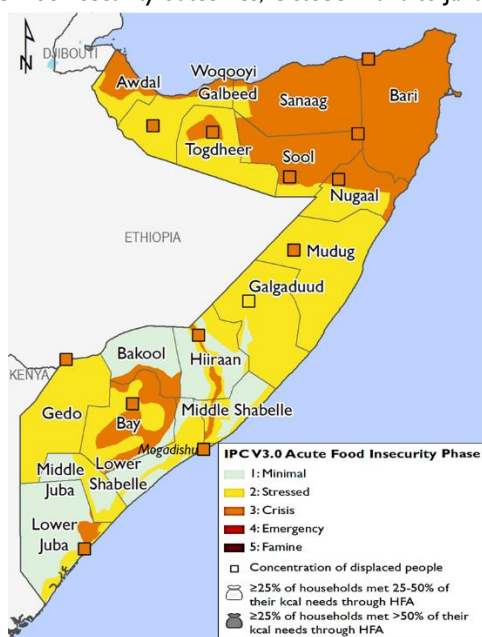 N
DJIBOUTI
Awdal
Woqooyi
Galbeed
Sanaag
Bari
Togdheer
Sool
Nugaal
ETHIOPIA
Mudug
Galgaduud
KENYA
Bakool
Hiiraan
Gedo
Bay
Middle Shabelle
Mogadishu
Middle
Juba
Lower
Shabelle
Lower
Juba
IPC V3.0 Acute Food Insecurity Phase
1: Minimal
2: Stressed
3: Crisis
4: Emergency
5: Famine
Concentration of displaced people
≥25% of households met 25-50% of
their kcal needs through HFA
≥25% of households met >50% of their
kcal needs through HFA